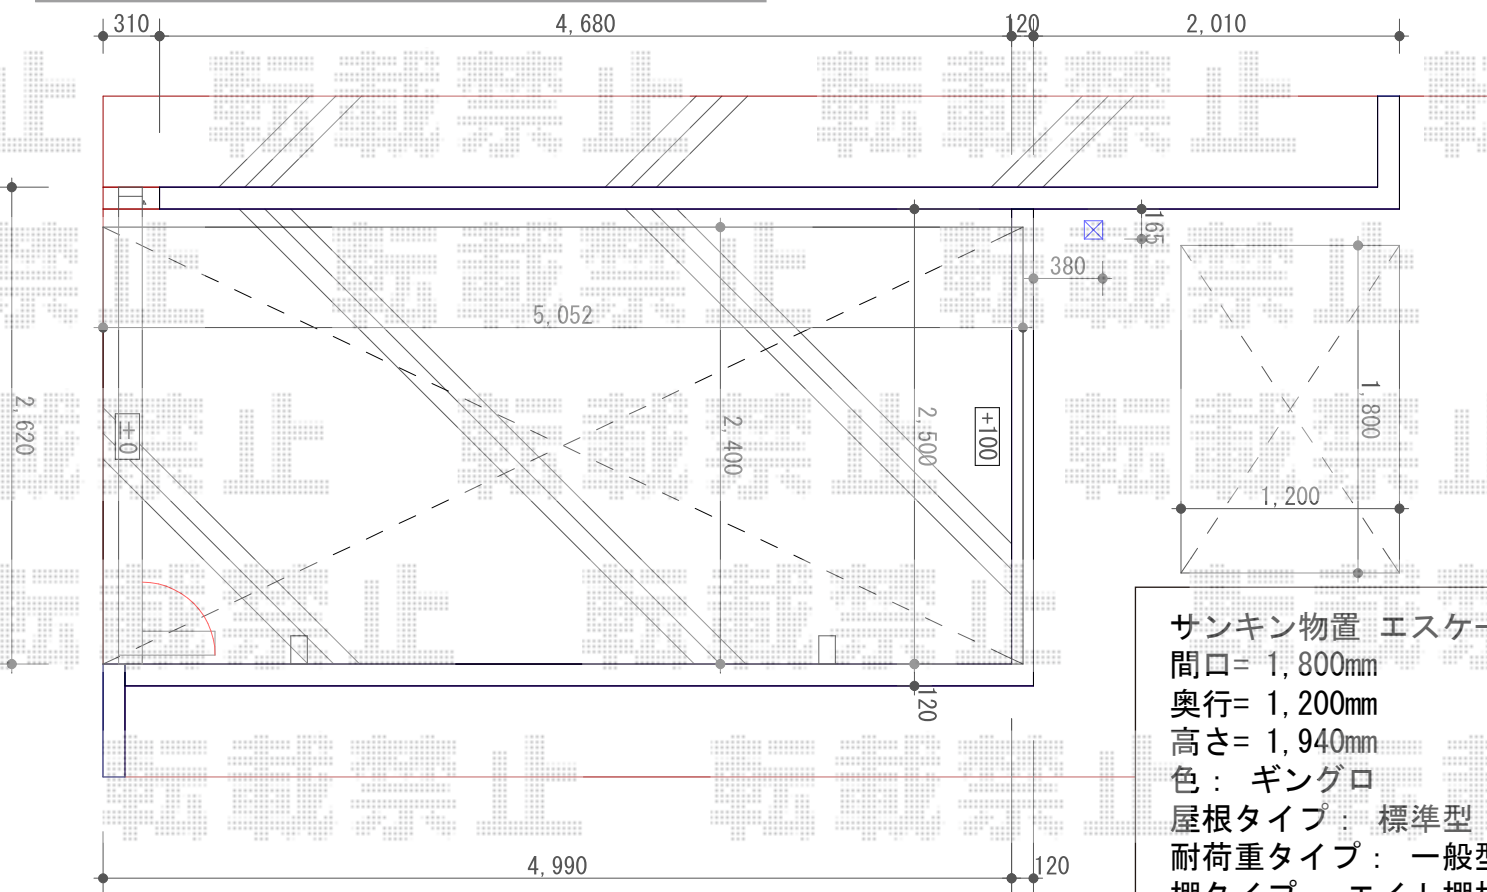 310 4,680 120 2,010
165
380
5,052
2,620
±0
2,400
2,500
+100
1,800
1,200
120
サンキン物置 エスケー
間口= 1,800mm
奥行= 1,200mm
高さ= 1,940mm
色： ギングロ
屋根タイプ： 標準型
耐荷重タイプ： 一般型
4,990 120
転載禁止